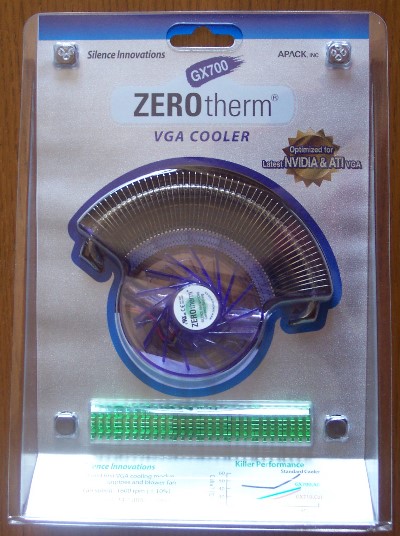 Silence Innovations
APACK, INC
GX700
ZEROtherm®
VGA COOLER
Optimized for
Latest NVIDIA & ATI VGA
ZEROtherm
Silence Innovations
Killer Performance
Standard Cooler